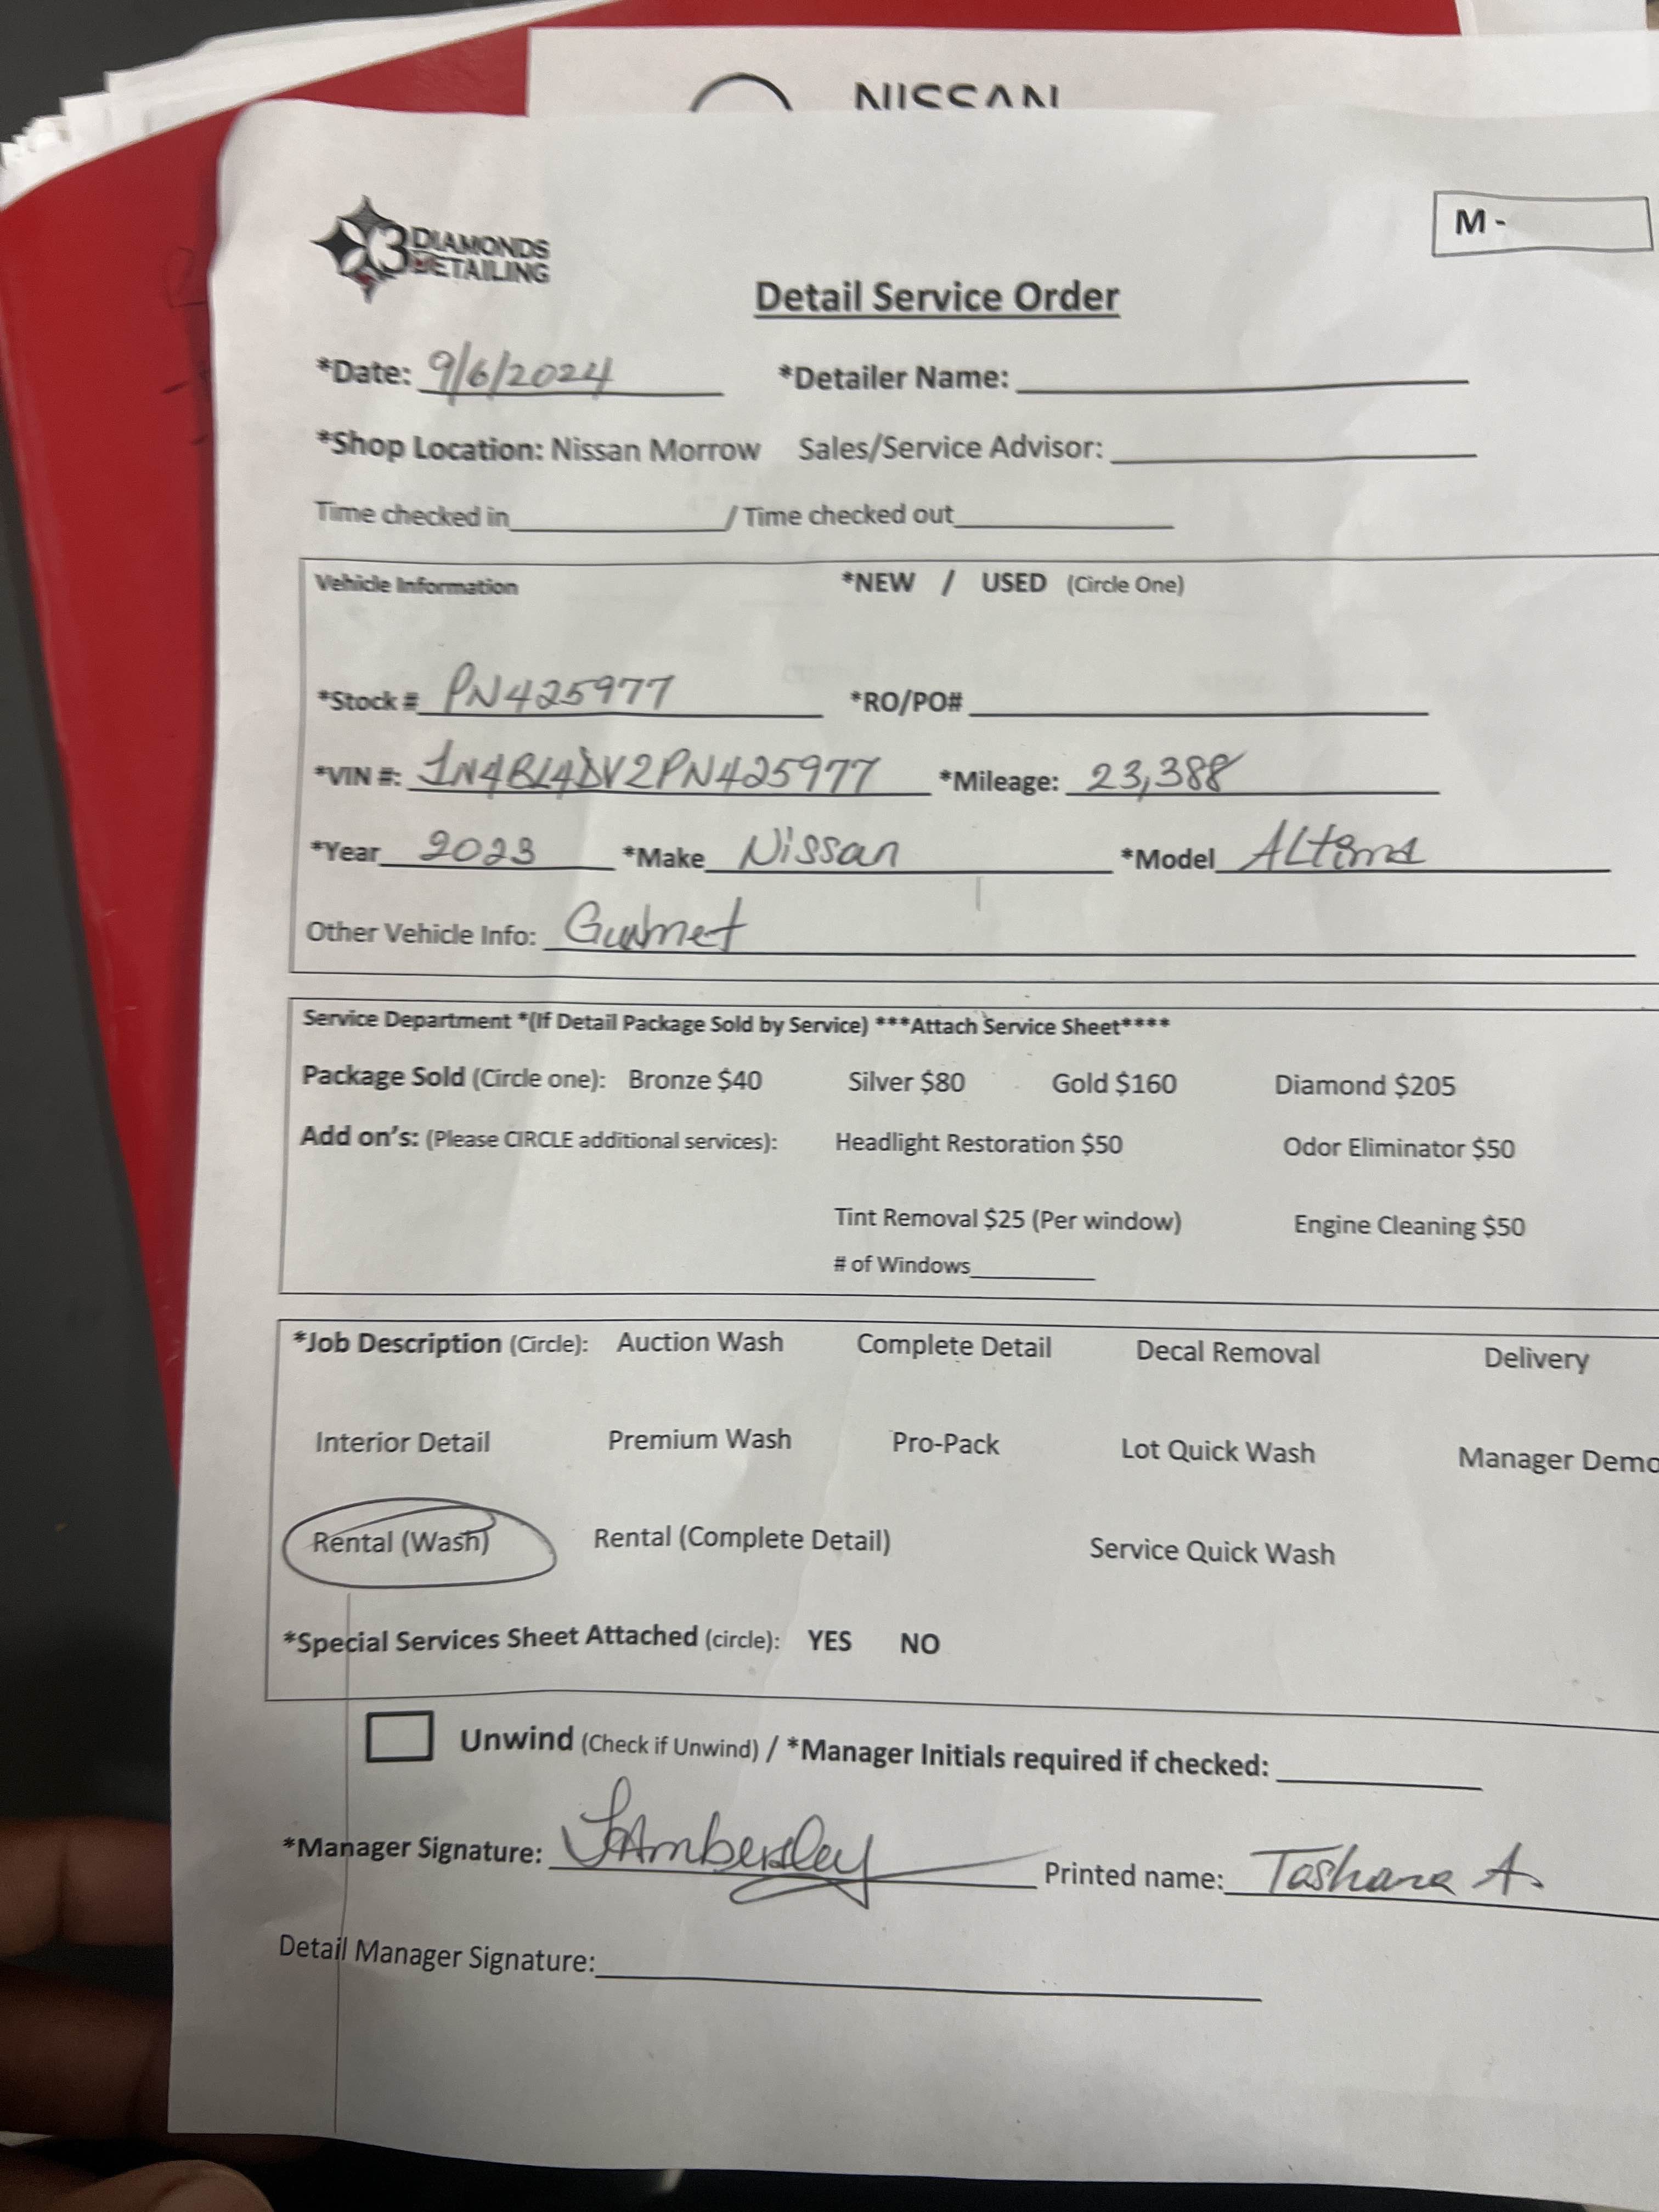 NISSAN
3 DIAMONDS DETAILING
M -
Detail Service Order
*Date: 9/6/2024 *Detailer Name:
*Shop Location: Nissan Morrow Sales/Service Advisor:
Time checked in / Time checked out
Vehicle Information *NEW / USED (Circle One)
*Stock # PN425977 *RO/PO#
*VIN #: 1N4BL4DV2PN425977 *Mileage: 23,388
*Year 2023 *Make Nissan *Model Altima
Other Vehicle Info:
Service Department *(If Detail Package Sold by Service) ***Attach Service Sheet****
Package Sold (Circle one): Bronze $40 Silver $80 Gold $160 Diamond $205
Add on's: (Please CIRCLE additional services): Headlight Restoration $50 Odor Eliminator $50
Tint Removal $25 (Per window) Engine Cleaning $50
# of Windows
*Job Description (Circle): Auction Wash Complete Detail Decal Removal Delivery
Interior Detail Premium Wash Pro-Pack Lot Quick Wash Manager Demo
Rental (Wash) Rental (Complete Detail) Service Quick Wash
*Special Services Sheet Attached (circle): YES NO
Unwind (Check if Unwind) / *Manager Initials required if checked:
*Manager Signature: Printed name: Tashana A.
Detail Manager Signature: